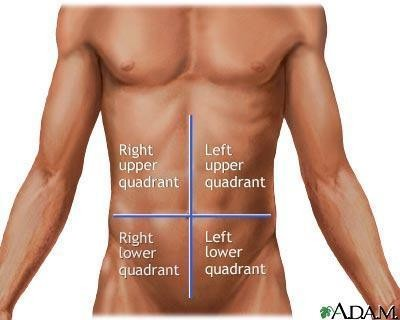 Right
upper
quadrant
Left
upper
quadrant
Right
lower
quadrant
Left
lower
quadrant
A.D.A.M.